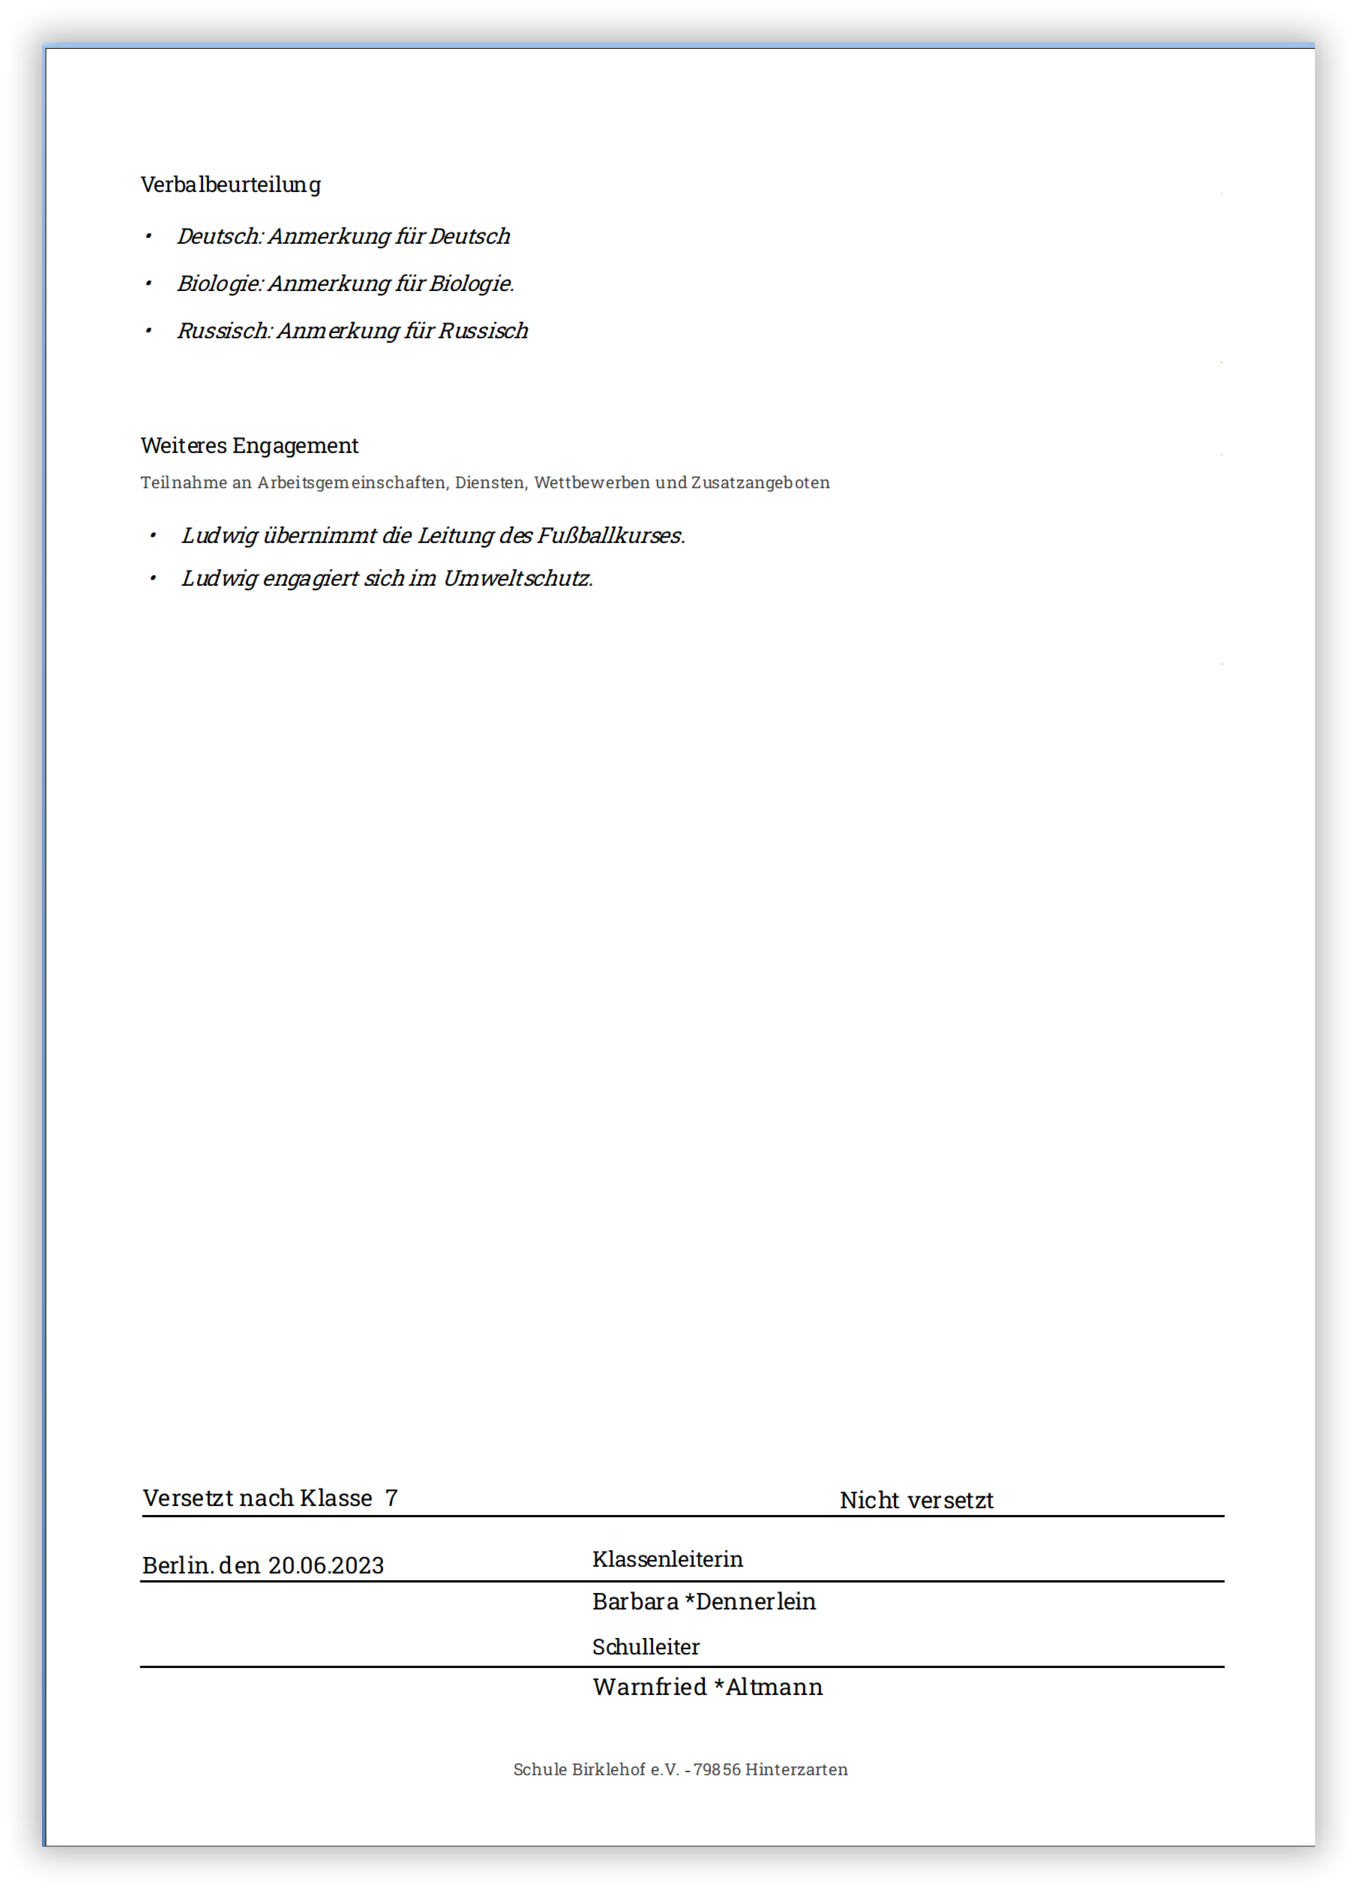 Verbalbeurteilung
• Deutsch: Anmerkung für Deutsch
• Biologie: Anmerkung für Biologie.
• Russisch: Anmerkung für Russisch
Weiteres Engagement
Teilnahme an Arbeitsgemeinschaften, Diensten, Wettbewerben und Zusatzangeboten
• Ludwig übernimmt die Leitung des Fußballkurses.
• Ludwig engagiert sich im Umweltschutz.
Versetzt nach Klasse 7 Nicht versetzt
Berlin. den 20.06.2023 Klassenleiterin
Barbara *Dennerlein
Schulleiter
Warnfried *Altmann
Schule Birklehof e.V. - 79856 Hinterzarten